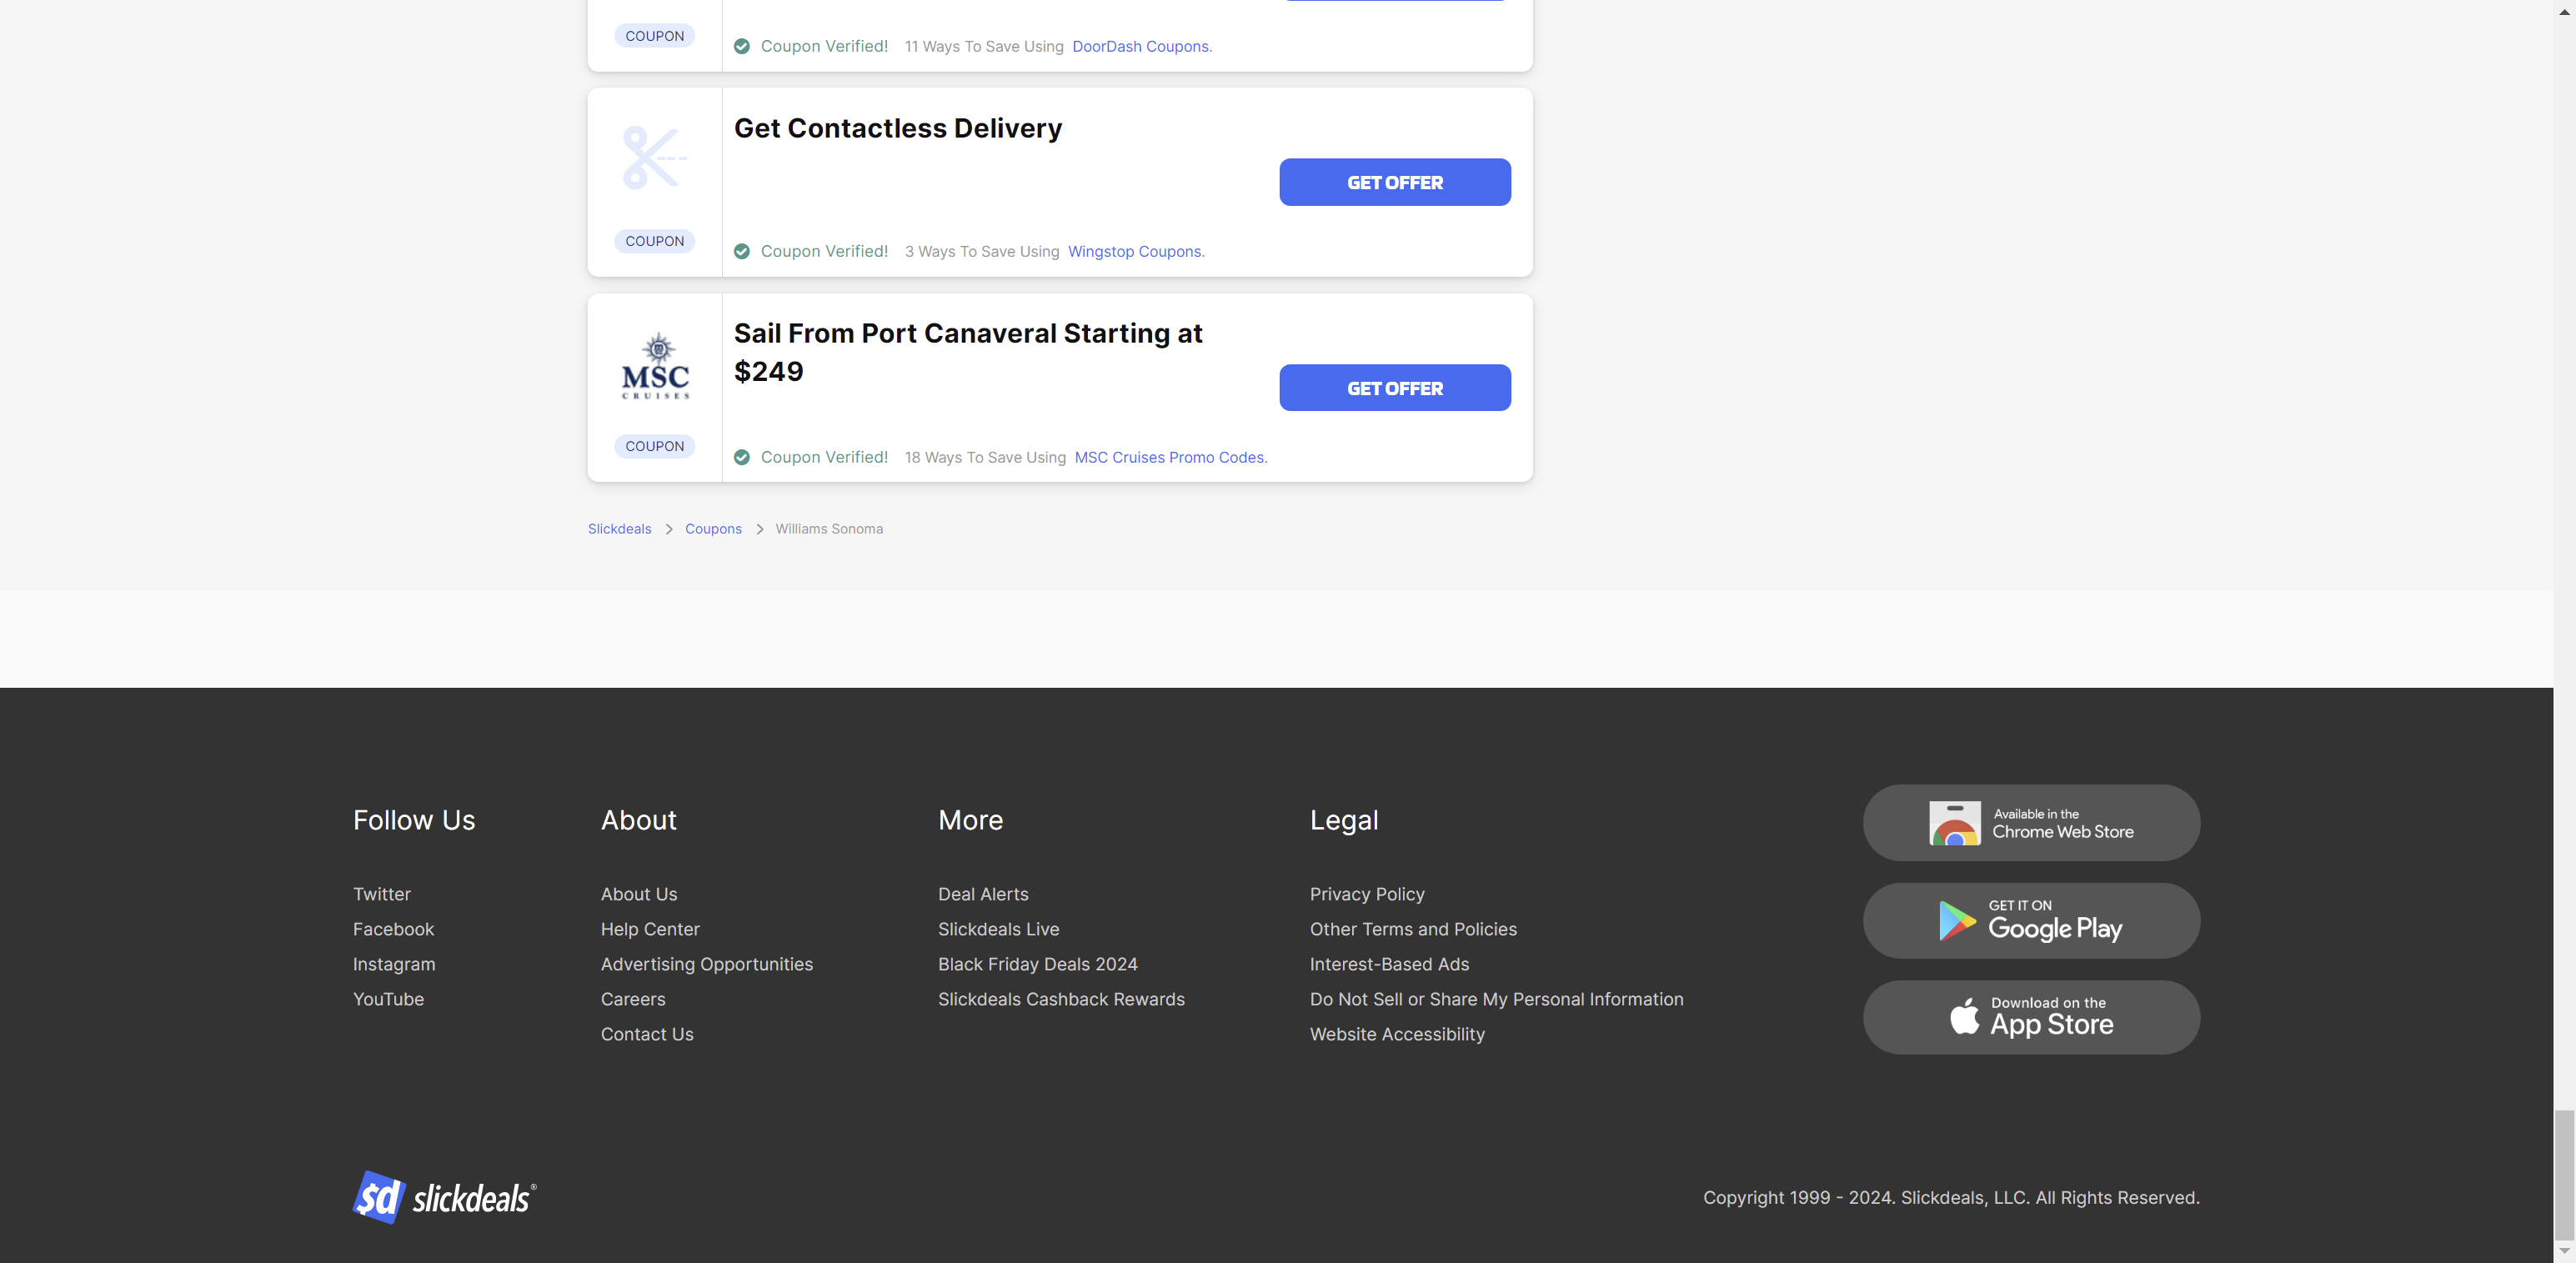 COUPON
Coupon Verified! 11 Ways To Save Using DoorDash Coupons.
Get Contactless Delivery
GET OFFER
COUPON
Coupon Verified! 3 Ways To Save Using Wingstop Coupons.
MSC
CRUISES
Sail From Port Canaveral Starting at
$249
GET OFFER
COUPON
Coupon Verified! 18 Ways To Save Using MSC Cruises Promo Codes.
Slickdeals > Coupons > Williams Sonoma
Follow Us
Twitter
Facebook
Instagram
YouTube
About
About Us
Help Center
Advertising Opportunities
Careers
Contact Us
More
Deal Alerts
Slickdeals Live
Black Friday Deals 2024
Slickdeals Cashback Rewards
Legal
Privacy Policy
Other Terms and Policies
Interest-Based Ads
Do Not Sell or Share My Personal Information
Website Accessibility
Available in the
Chrome Web Store
GET IT ON
Google Play
Download on the
App Store
$d slickdeals®
Copyright 1999 - 2024. Slickdeals, LLC. All Rights Reserved.